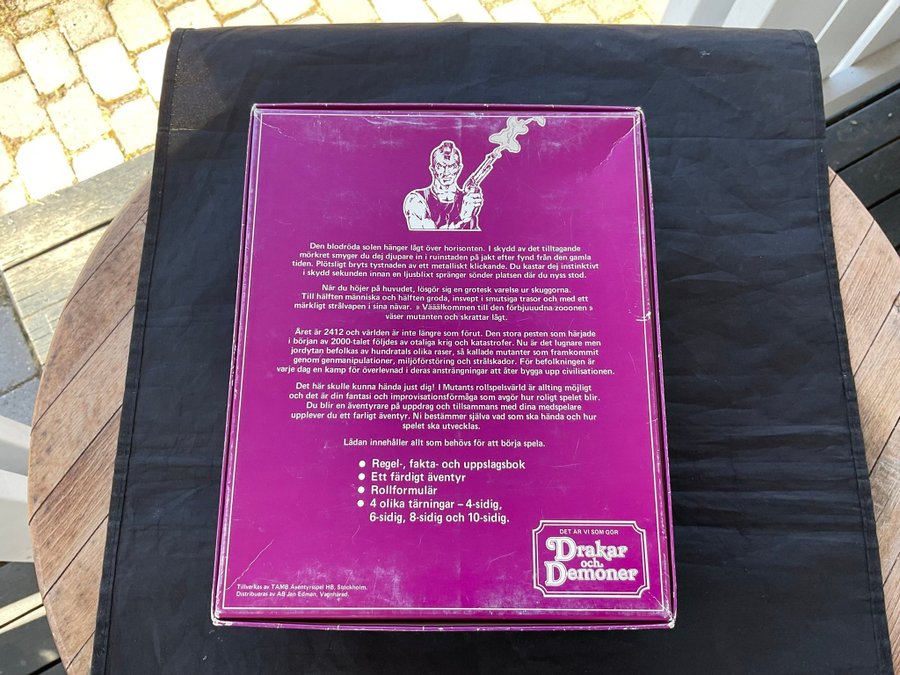 Den blodröda solen hänger lågt över horisonten. I skydd av det tilltagande
mörkret smyger du dej djupare in i ruinstaden på jakt efter fynd från den gamla
tiden. Plötsligt bryts tystnaden av ett metalliskt klickande. Du kastar dej instinktivt
i skydd sekunden innan en ljusblixt spränger sönder platsen där du nyss stod.
När du höjer på huvudet, lösgör sig en grotesk varelse ur skuggorna.
Till hälften människa och hälften groda, insvept i smutsiga trasor och med ett
märkligt strålvapen i sina nävar. » Vääälkommen till den förbjuuudna zooonen »
väser mutanten och skrattar lågt.
Året är 2412 och världen är inte längre som förut. Den stora pesten som härjade
i början av 2000-talet följdes av otaliga krig och katastrofer. Nu är det lugnare men
jordytan befolkas av hundratals olika raser, så kallade mutanter som framkommit
genom genmanipulationer, miljöförstöring och strålskador. För befolkningen är
varje dag en kamp för överlevnad i deras ansträngningar att åter bygga upp civilisationen.
Det här skulle kunna hända just dig! I Mutants rollspelsvärld är allting möjligt
och det är din fantasi och improvisationsförmåga som avgör hur roligt spelet blir.
Du blir en äventyrare på uppdrag och tillsammans med dina medspelare
upplever du ett farligt äventyr. Ni bestämmer själva vad som ska hända och hur
spelet ska utvecklas.
Lådan innehåller allt som behövs för att börja spela.
● Regel-, fakta- och uppslagsbok
● Ett färdigt äventyr
● Rollformulär
● 4 olika tärningar – 4-sidig,
6-sidig, 8-sidig och 10-sidig.
DET ÄR VI SOM GÖR
Drakar
och
Demoner
Tillverkas av TAMB Äventyrsspel HB, Stockholm.
Distribueras av AB Jan Edman, Vagnhärad.